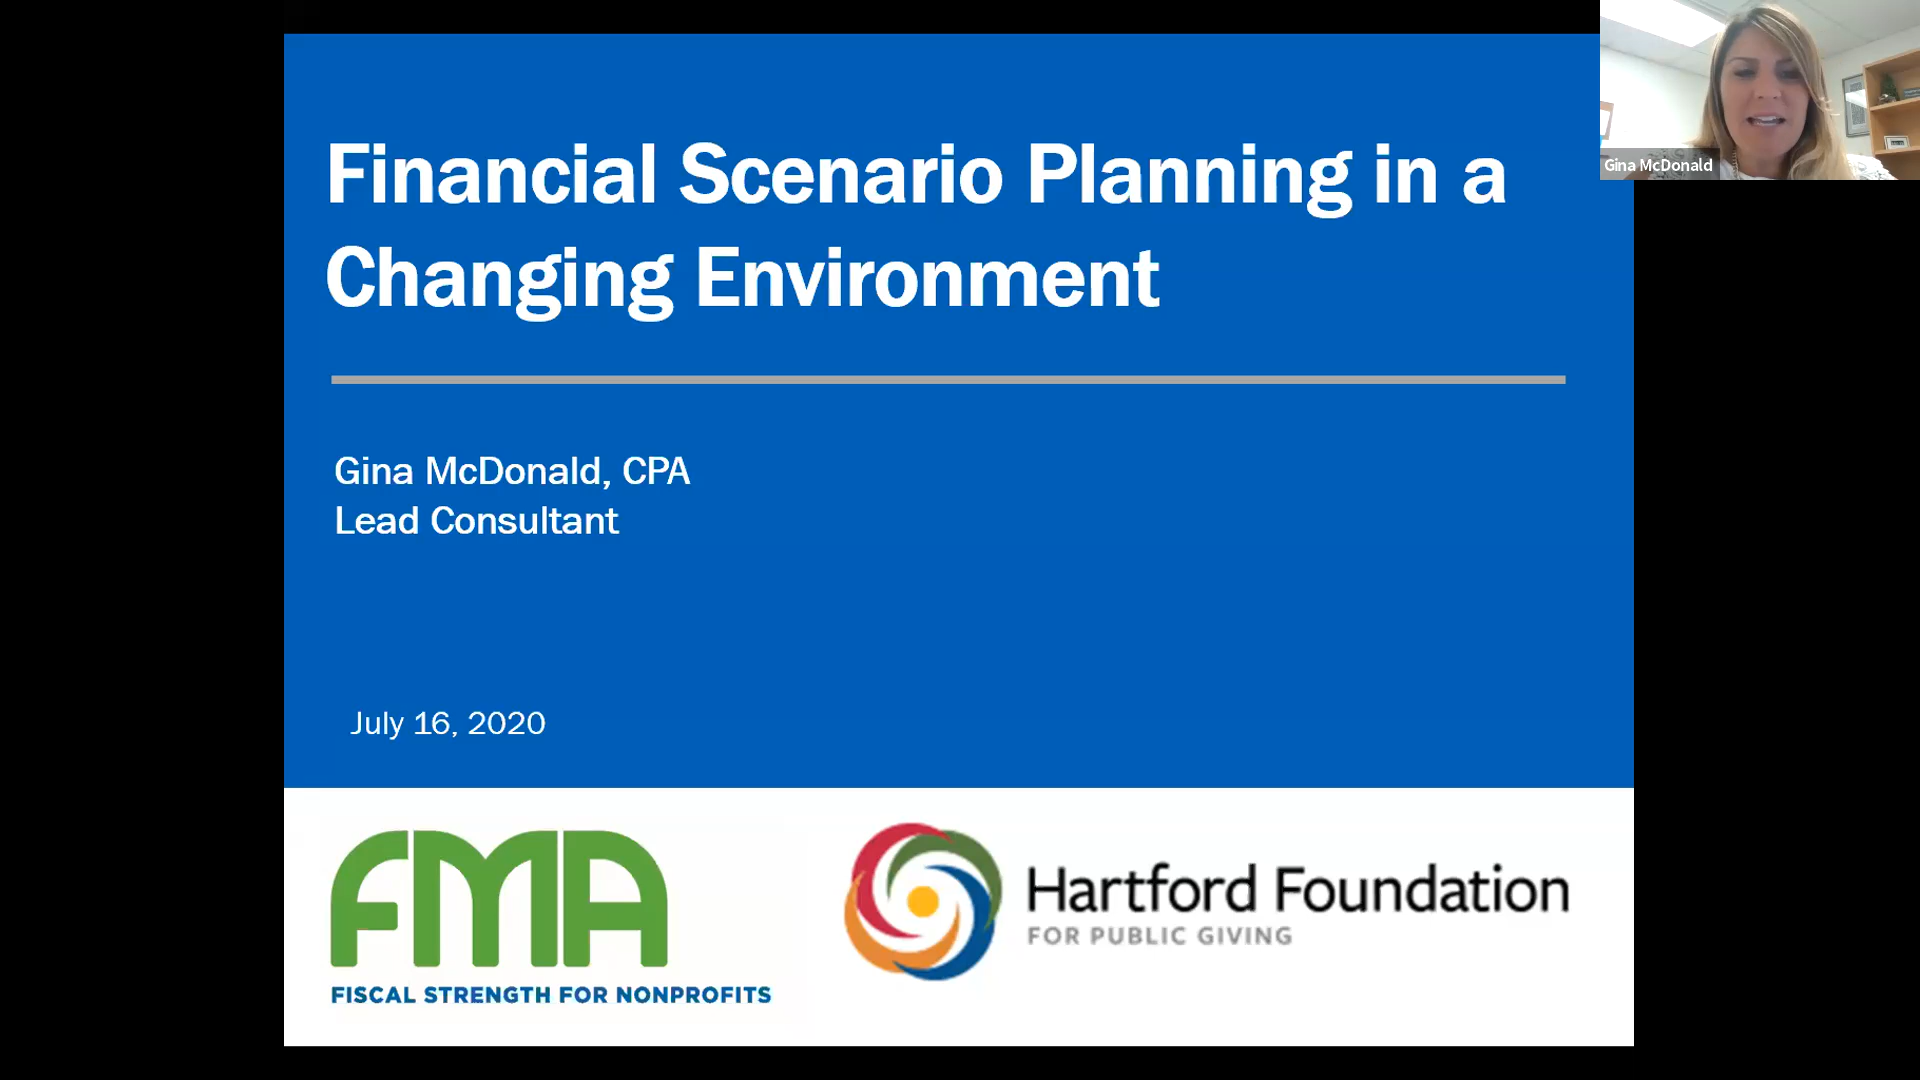 Financial Scenario Planning in a
Changing Environment
Gina McDonald
Gina McDonald, CPA
Lead Consultant
July 16, 2020
FMA
FISCAL STRENGTH FOR NONPROFITS
Hartford Foundation
FOR PUBLIC GIVING